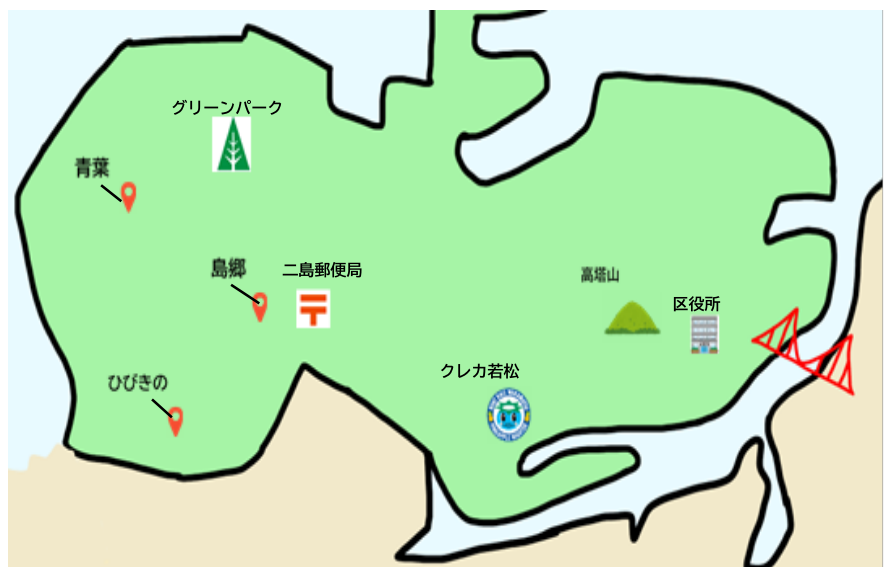 グリーンパーク
青葉
島郷
二島郵便局
高塔山
区役所
クレカ若松
ひびきの